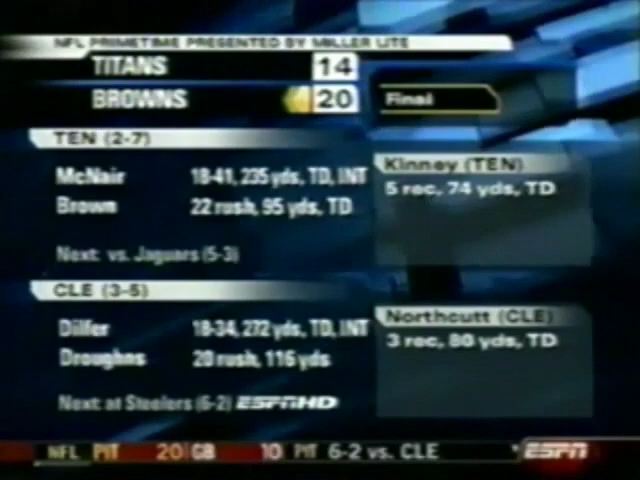 NFL PRIMETIME PRESENTED BY MILLER LITE
TITANS 14
BROWNS 20 Final
TEN (2-7)
McNair 18-41, 235 yds, TD, INT
Brown 22 rush, 95 yds, TD
Next: vs. Jaguars (5-3)
Kinney (TEN)
5 rec, 74 yds, TD
CLE (3-5)
Dilfer 18-34, 272 yds, TD, INT
Droughns 20 rush, 116 yds
Next: at Steelers (6-2) ESPNHD
Northcutt (CLE)
3 rec, 80 yds, TD
NFL PIT 20 GB 10 PIT 6-2 vs. CLE ESPN